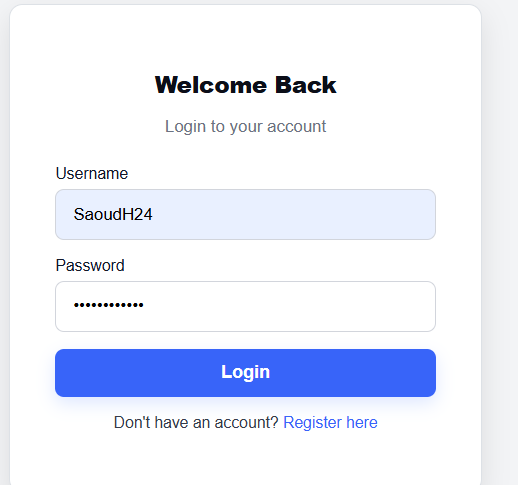 Welcome Back
Login to your account
Username
SaoudH24
Password
••••••••••••
Login
Don't have an account? Register here